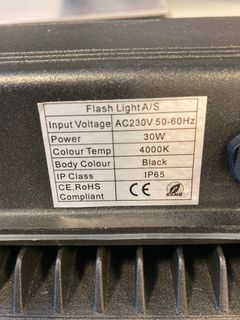 Flash Light A/S
Input Voltage AC230V 50-60Hz
Power 30W
Colour Temp 4000K
Body Colour Black
IP Class IP65
CE,RoHS
Compliant CE RoHS